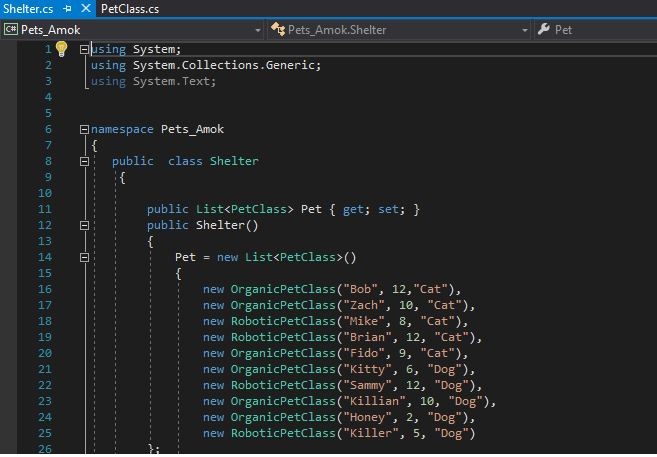 Shelter.cs PetClass.cs
Pets_Amok Pets_Amok.Shelter Pet
1 using System;
2 using System.Collections.Generic;
3 using System.Text;
4
5
6 namespace Pets_Amok
7 {
8 public  class Shelter
9 {
10
11 public List<PetClass> Pet { get; set; }
12 public Shelter()
13 {
14 Pet = new List<PetClass>()
15 {
16 new OrganicPetClass("Bob", 12,"Cat"),
17 new OrganicPetClass("Zach", 10, "Cat"),
18 new RoboticPetClass("Mike", 8, "Cat"),
19 new RoboticPetClass("Brian", 12, "Cat"),
20 new OrganicPetClass("Fido", 9, "Cat"),
21 new OrganicPetClass("Kitty", 6, "Dog"),
22 new RoboticPetClass("Sammy", 12, "Dog"),
23 new OrganicPetClass("Killian", 10, "Dog"),
24 new OrganicPetClass("Honey", 2, "Dog"),
25 new RoboticPetClass("Killer", 5, "Dog")
26 };